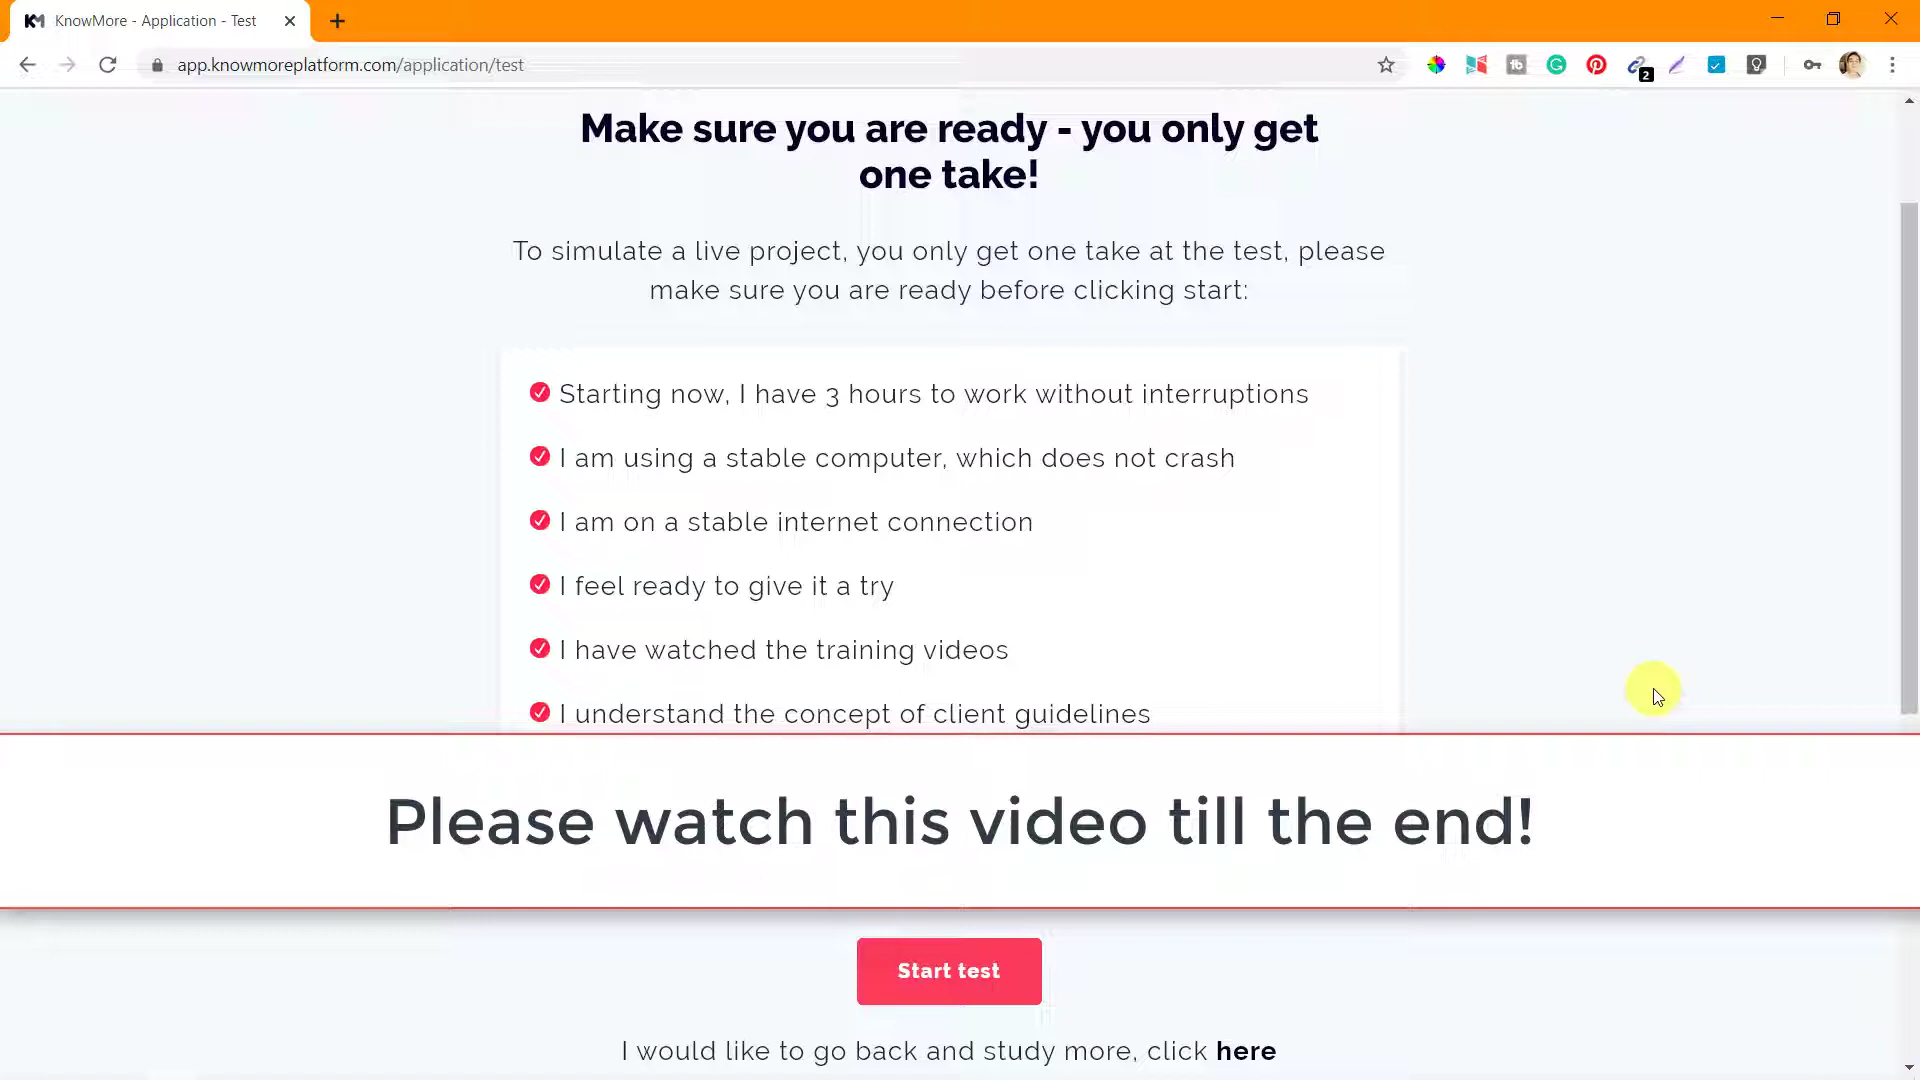 KnowMore - Application - Test
app.knowmoreplatform.com/application/test
2
Make sure you are ready - you only get
one take!
To simulate a live project, you only get one take at the test, please
make sure you are ready before clicking start:
Starting now, I have 3 hours to work without interruptions
I am using a stable computer, which does not crash
I am on a stable internet connection
I feel ready to give it a try
I have watched the training videos
I understand the concept of client guidelines
Please watch this video till the end!
Start test
I would like to go back and study more, click here